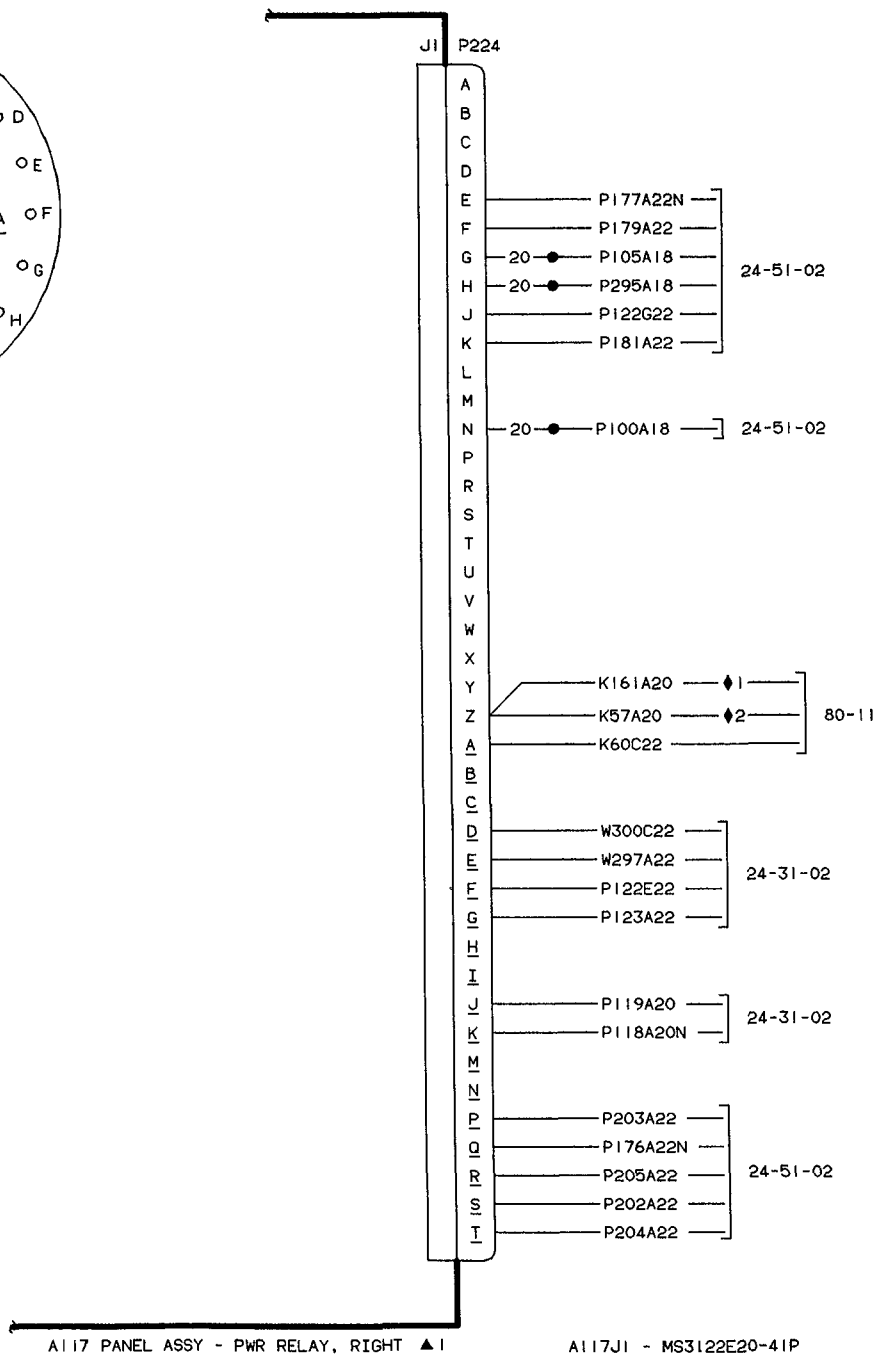 J1 P224
A
B
C
D
E P177A22N
F P179A22
G 20 P105A18
24-51-02
H 20 P295A18
J P122G22
K P181A22
L
M
N 20 P100A18 24-51-02
P
R
S
T
U
V
W
X
Y
K161A20 ♦1
Z K57A20 ♦2 80-11
A K60C22
B
C
D W300C22
E W297A22
24-31-02
F P122E22
G P123A22
H
I
J P119A20
24-31-02
K P118A20N
M
N
P P203A22
Q P176A22N
R P205A22 24-51-02
S P202A22
T P204A22
D
E
A F
G
H
A117 PANEL ASSY - PWR RELAY, RIGHT ▲1
A117J1 - MS3122E20-41P